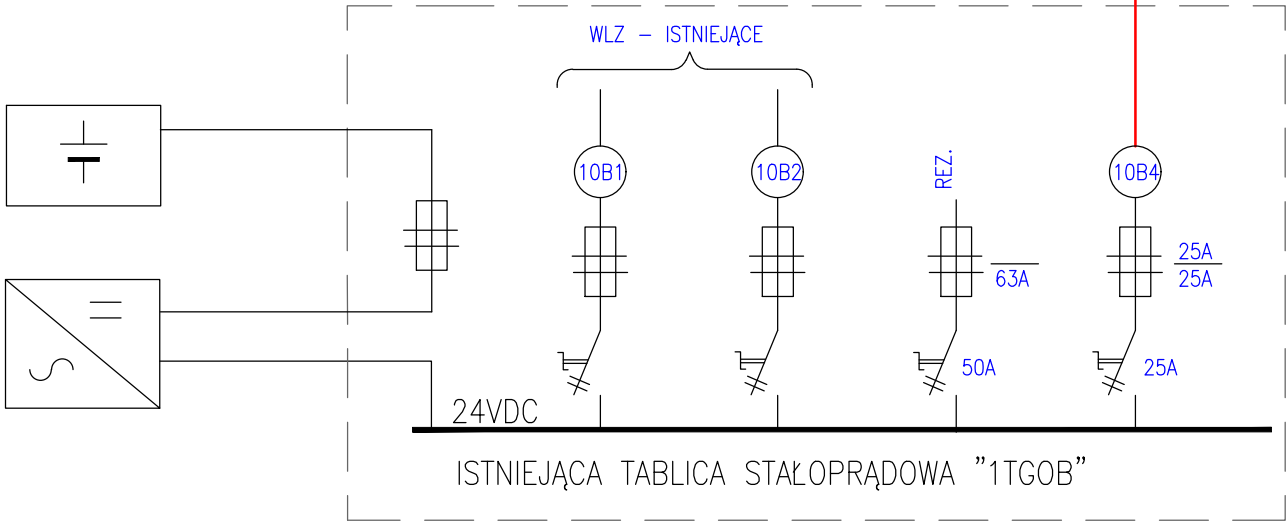 WLZ – ISTNIEJĄCE
10B1
10B2
REZ.
10B4
63A
25A
25A
50A
25A
24VDC
ISTNIEJĄCA TABLICA STAŁOPRĄDOWA "1TGOB"